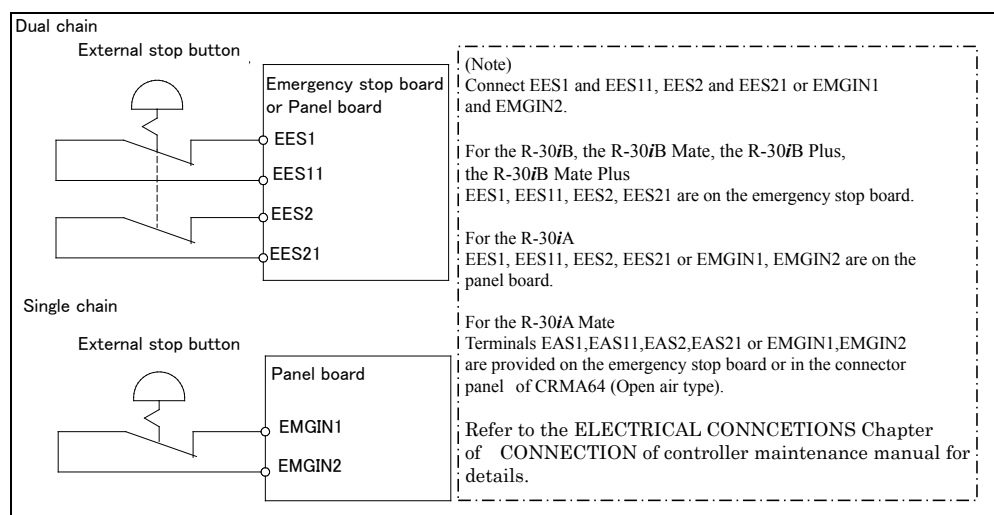 Dual chain
External stop button
Emergency stop board
or Panel board
EES1
EES11
EES2
EES21
Single chain
External stop button
Panel board
EMGIN1
EMGIN2
(Note)
Connect EES1 and EES11, EES2 and EES21 or EMGIN1
and EMGIN2.
For the R-30iB, the R-30iB Mate, the R-30iB Plus,
the R-30iB Mate Plus
EES1, EES11, EES2, EES21 are on the emergency stop board.
For the R-30iA
EES1, EES11, EES2, EES21 or EMGIN1, EMGIN2 are on the
panel board.
For the R-30iA Mate
Terminals EAS1,EAS11,EAS2,EAS21 or EMGIN1,EMGIN2
are provided on the emergency stop board or in the connector
panel of CRMA64 (Open air type).
Refer to the ELECTRICAL CONNCETIONS Chapter
of CONNECTION of controller maintenance manual for
details.